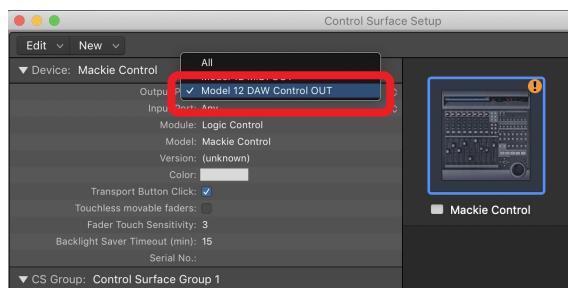 Control Surface Setup
Edit New
Device: Mackie Control
All
Model 12 DAW Control OUT
Any
Module: Logic Control
Model: Mackie Control
Version: (unknown)
Color:
Transport Button Click:
Touchless movable faders:
Fader Touch Sensitivity: 3
Backlight Saver Timeout (min): 15
Serial No.:
CS Group: Control Surface Group 1
Mackie Control